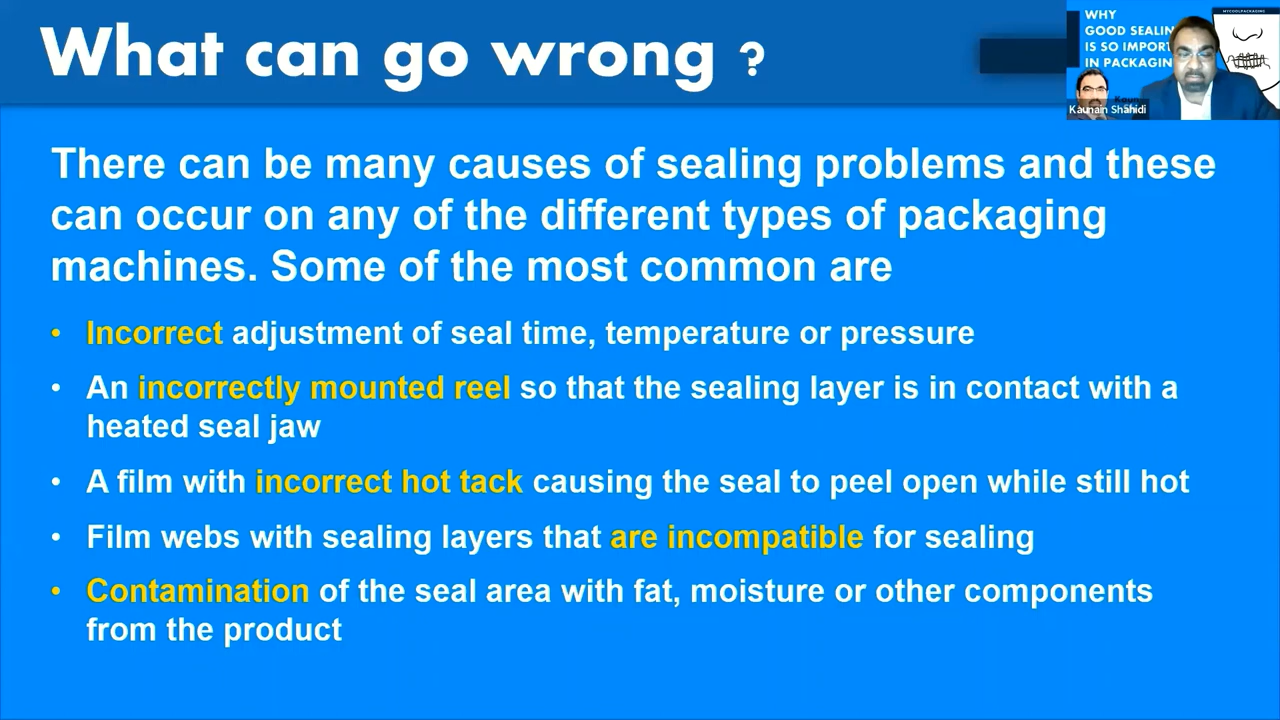 What can go wrong ?
There can be many causes of sealing problems and these
can occur on any of the different types of packaging
machines. Some of the most common are
• Incorrect adjustment of seal time, temperature or pressure
• An incorrectly mounted reel so that the sealing layer is in contact with a
heated seal jaw
• A film with incorrect hot tack causing the seal to peel open while still hot
• Film webs with sealing layers that are incompatible for sealing
• Contamination of the seal area with fat, moisture or other components
from the product
MYCOOLPACKAGING
WHY
GOOD SEALIN
IS SO IMPOR
IN PACKAGIN
Kaunain Shahidi